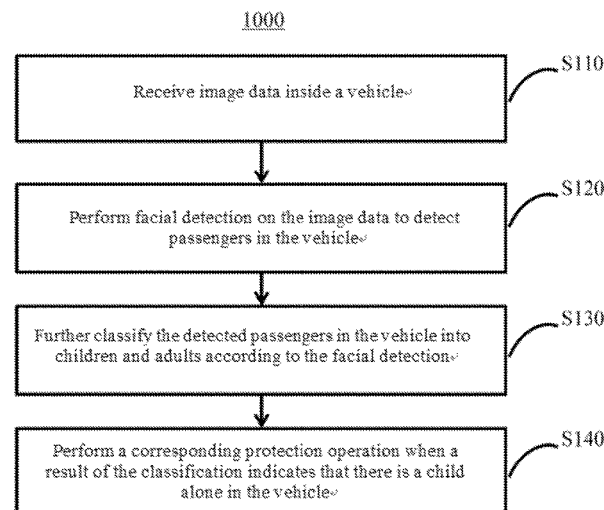 1000
Receive image data inside a vehicle
S110
Perform facial detection on the image data to detect
passengers in the vehicle
S120
Further classify the detected passengers in the vehicle into
children and adults according to the facial detection
S130
Perform a corresponding protection operation when a
result of the classification indicates that there is a child
alone in the vehicle
S140